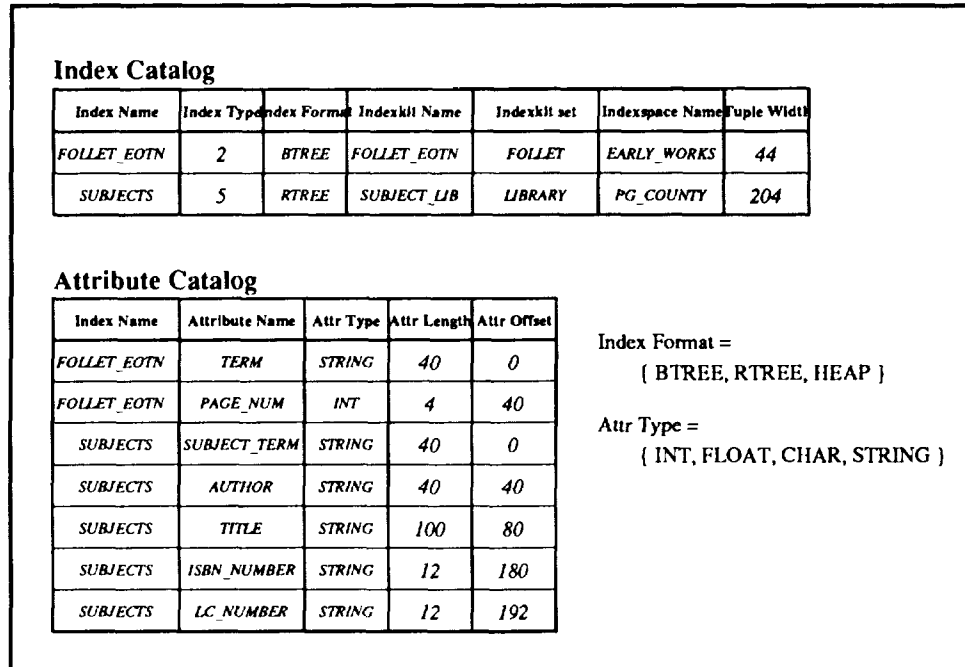 Index Catalog
Index Name Index Type Index Format Indexkit Name Indexkit set Indexspace Name Tuple Width
FOLLET_EOTN 2 BTREE FOLLET_EOTN FOLLET EARLY_WORKS 44
SUBJECTS 5 RTREE SUBJECT_LIB LIBRARY PG_COUNTY 204
Attribute Catalog
Index Name Attribute Name Attr Type Attr Length Attr Offset
FOLLET_EOTN TERM STRING 40 0
FOLLET_EOTN PAGE_NUM INT 4 40
SUBJECTS SUBJECT_TERM STRING 40 0
SUBJECTS AUTHOR STRING 40 40
SUBJECTS TITLE STRING 100 80
SUBJECTS ISBN_NUMBER STRING 12 180
SUBJECTS LC_NUMBER STRING 12 192
Index Format =
{ BTREE, RTREE, HEAP }
Attr Type =
{ INT, FLOAT, CHAR, STRING }